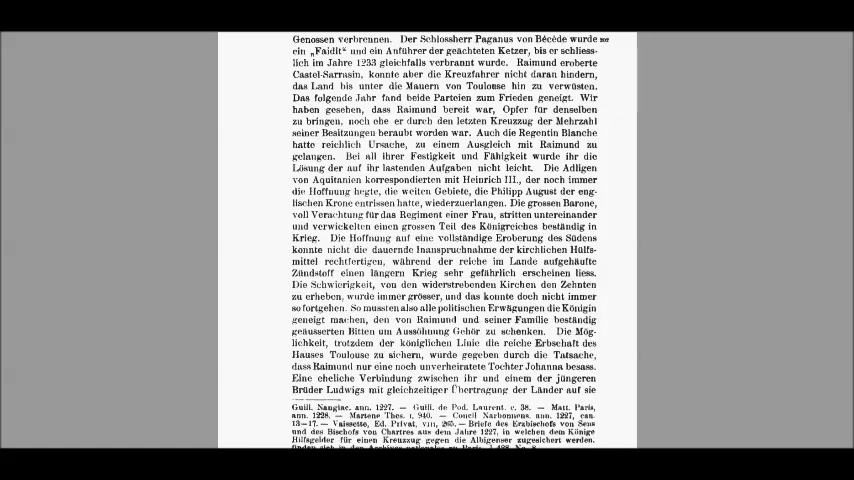 Genossen verbrennen. Der Schlossherr Paganus von Bécède wurde 202
ein „Faidit“ und ein Anführer der geächteten Ketzer, bis er schliess-
lich im Jahre 1233 gleichfalls verbrannt wurde. Raimund eroberte
Castel-Sarrasin, konnte aber die Kreuzfahrer nicht daran hindern,
das Land bis unter die Mauern von Toulouse hin zu verwüsten.
Das folgende Jahr fand beide Parteien zum Frieden geneigt. Wir
haben gesehen, dass Raimund bereit war, Opfer für denselben
zu bringen, noch ehe er durch den letzten Kreuzzug der Mehrzahl
seiner Besitzungen beraubt worden war. Auch die Regentin Blanche
hatte reichlich Ursache, zu einem Ausgleich mit Raimund zu
gelangen. Bei all ihrer Festigkeit und Fähigkeit wurde ihr die
Lösung der auf ihr lastenden Aufgaben nicht leicht. Die Adligen
von Aquitanien korrespondierten mit Heinrich III., der noch immer
die Hoffnung hegte, die weiten Gebiete, die Philipp August der eng-
lischen Krone entrissen hatte, wiederzuerlangen. Die grossen Barone,
voll Verachtung für das Regiment einer Frau, stritten untereinander
und verwickelten einen grossen Teil des Königreiches beständig in
Krieg. Die Hoffnung auf eine vollständige Eroberung des Südens
konnte nicht die dauernde Inanspruchnahme der kirchlichen Hülfs-
mittel rechtfertigen, während der reiche im Lande aufgehäufte
Zündstoff einen längern Krieg sehr gefährlich erscheinen liess.
Die Schwierigkeit, von den widerstrebenden Kirchen den Zehnten
zu erheben, wurde immer grösser, und das konnte doch nicht immer
so fortgehen. So mussten also alle politischen Erwägungen die Königin
geneigt machen, den von Raimund und seiner Familie beständig
geäusserten Bitten um Aussöhnung Gehör zu schenken. Die Mög-
lichkeit, trotzdem der königlichen Linie die reiche Erbschaft des
Hauses Toulouse zu sichern, wurde gegeben durch die Tatsache,
dass Raimund nur eine noch unverheiratete Tochter Johanna besass.
Eine eheliche Verbindung zwischen ihr und einem der jüngeren
Brüder Ludwigs mit gleichzeitiger Übertragung der Länder auf sie
Guill. Nangiac. ann. 1227. — Guill. de Pod. Laurent. c. 38. — Matt. Paris,
ann. 1228. — Martene Thes. I, 940. — Concil Narbonnens. ann. 1227, can.
13—17. — Vaissette, Ed. Privat, VIII, 265. — Briefe des Erzbischofs von Sens
und des Bischofs von Chartres aus dem Jahre 1227, in welchem dem Könige
Hilfsgelder für einen Kreuzzug gegen die Albigenser zugesichert werden.
finden sich in den Archives nationales zu Paris, J. 428, No. 8.